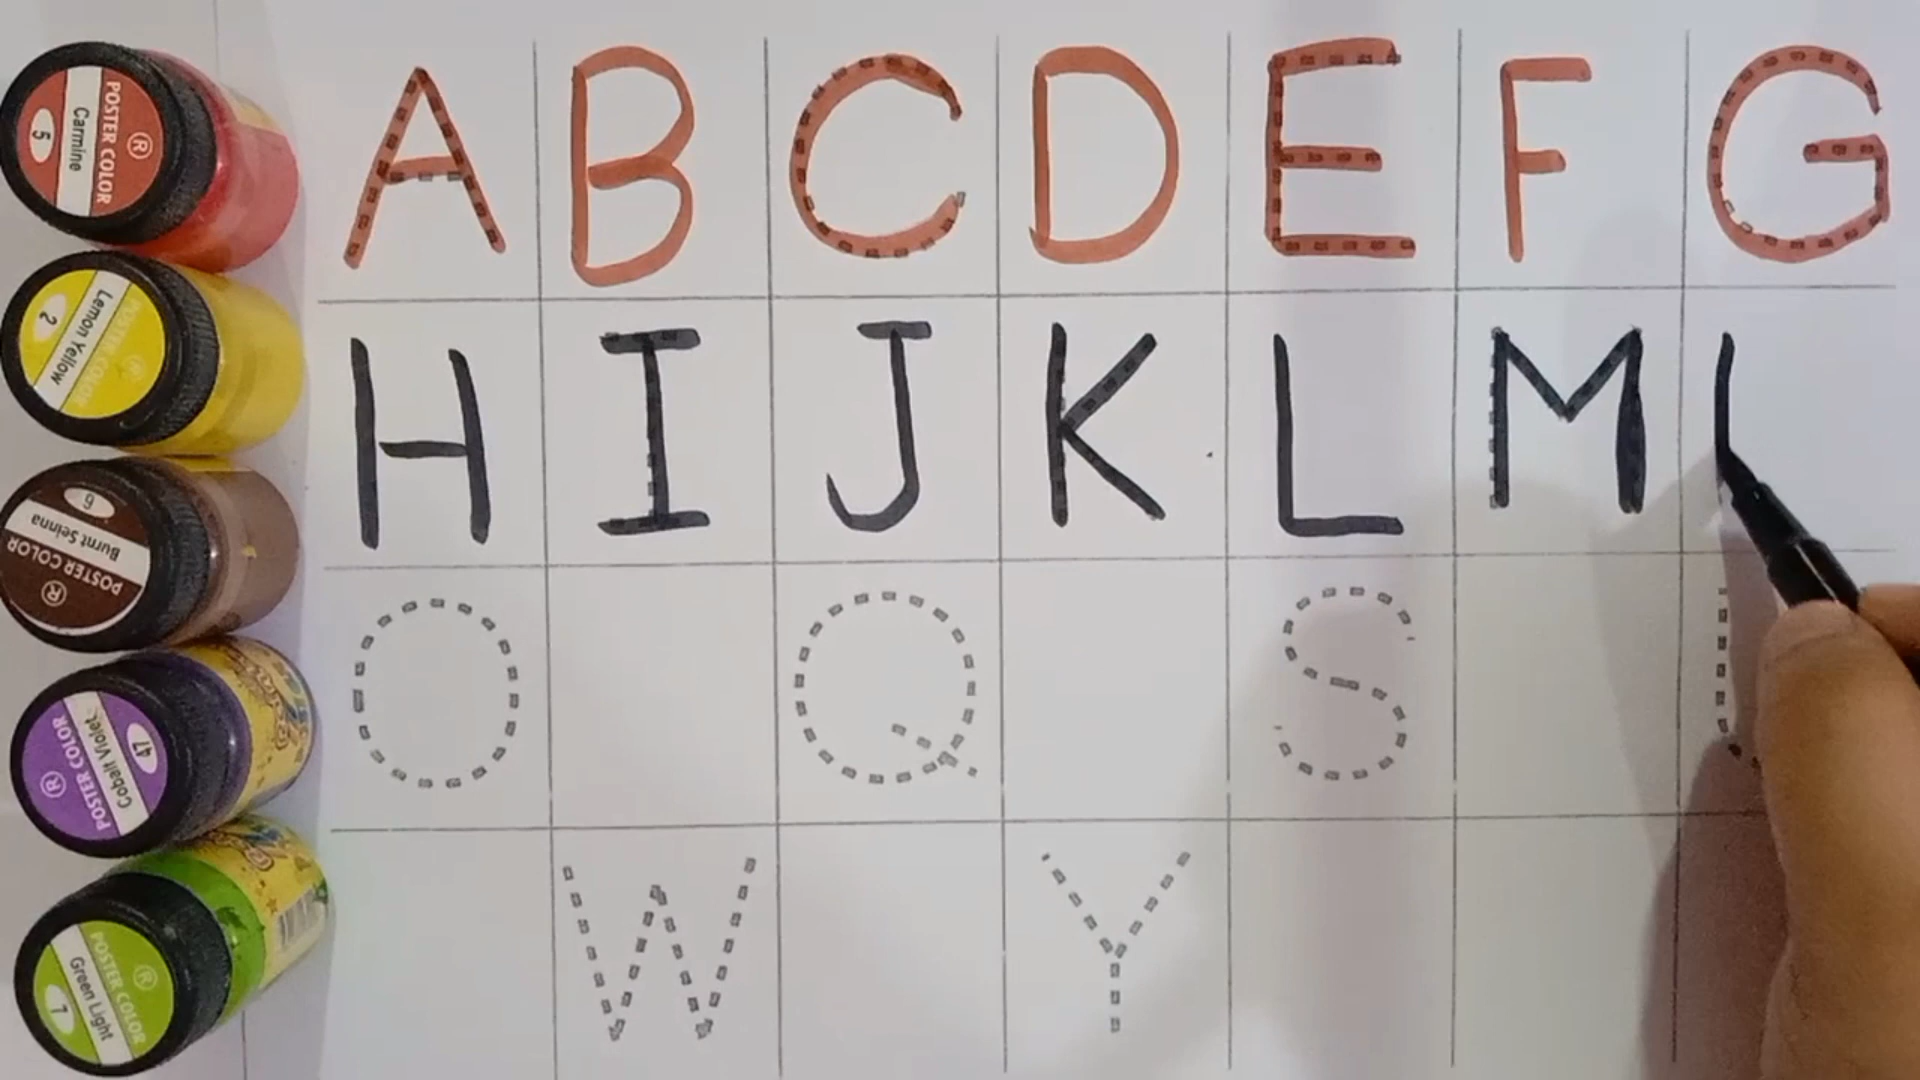 A B C D E F G
H I J K L M
O Q S
W Y
POSTER COLOR
®
Carmine
5
POSTER COLOR
®
Lemon Yellow
2
POSTER COLOR
®
Burnt Seinna
6
POSTER COLOR
®
Cobalt Violet
47
POSTER COLOR
®
Green Light
7